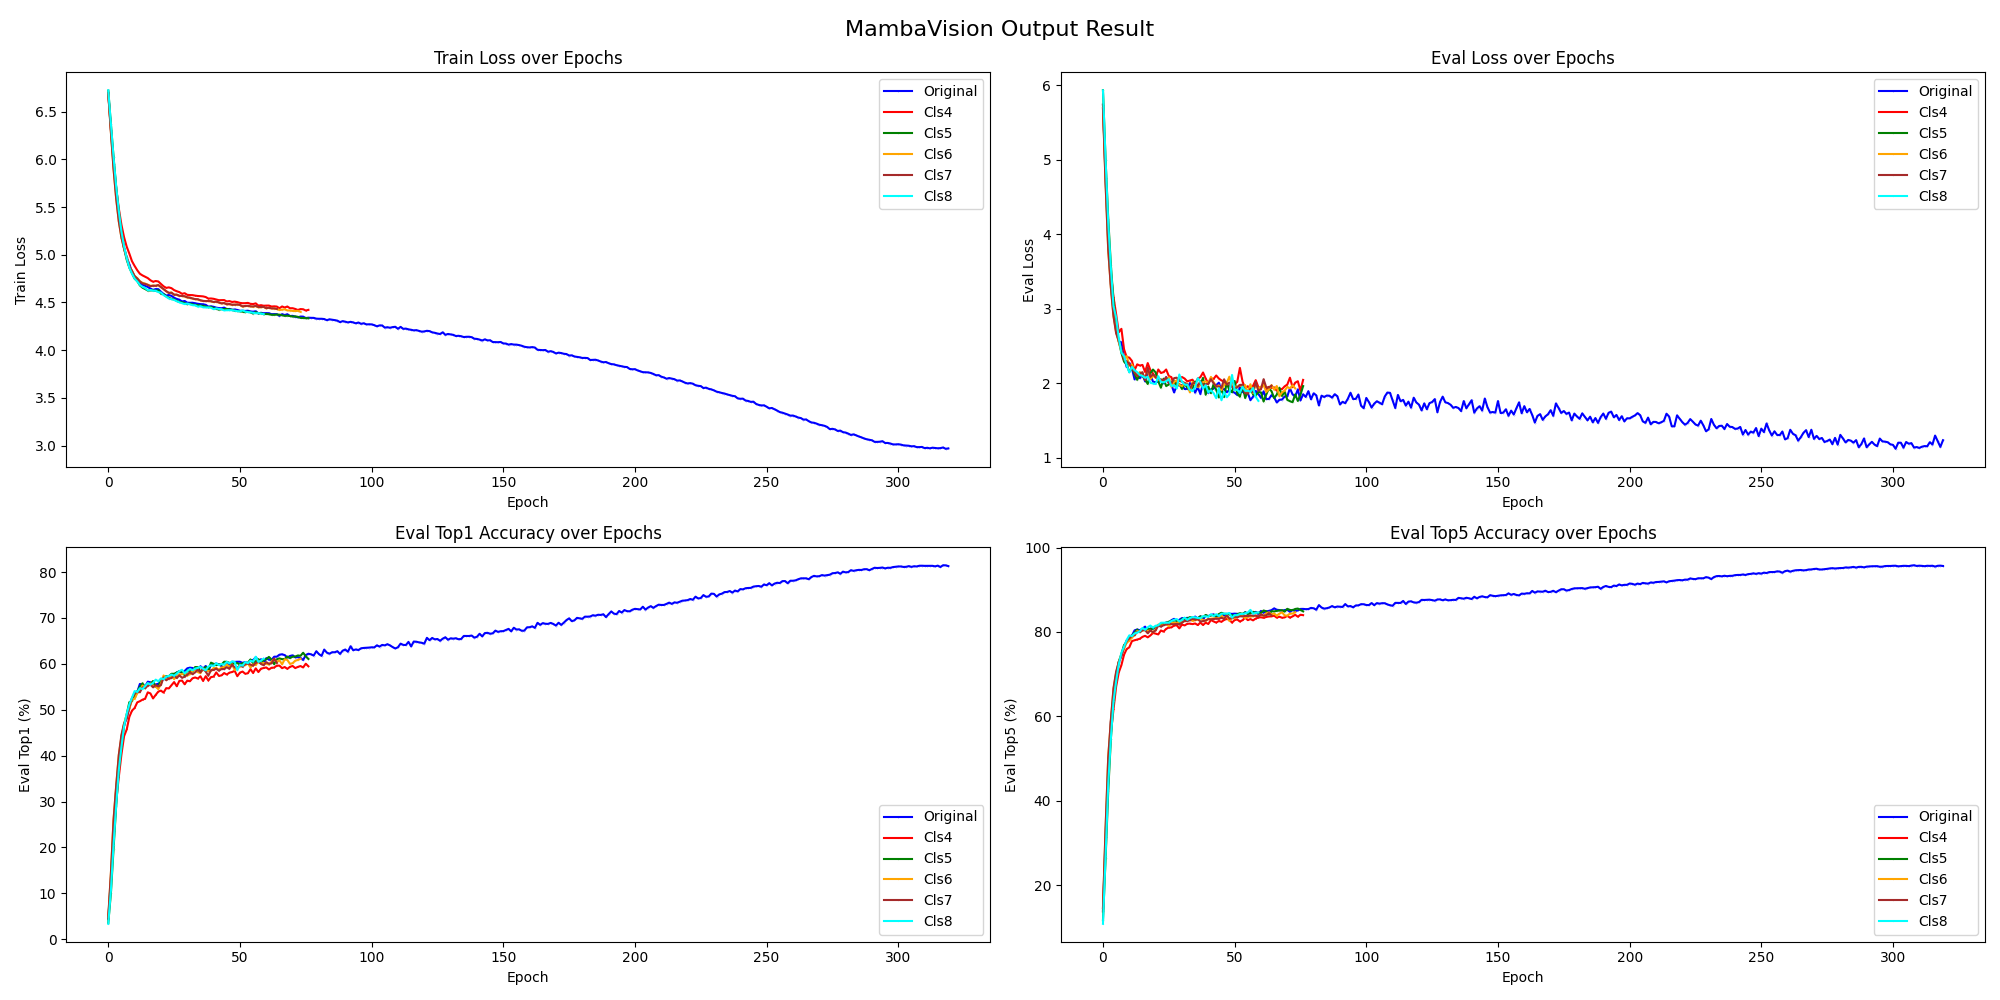 MambaVision Output Result
Train Loss over Epochs
Train Loss
6.5
6.0
5.5
5.0
4.5
4.0
3.5
3.0
0 50 100 150 200 250 300
Epoch
Original
Cls4
Cls5
Cls6
Cls7
Cls8
Eval Loss over Epochs
Eval Loss
6
5
4
3
2
1
0 50 100 150 200 250 300
Epoch
Original
Cls4
Cls5
Cls6
Cls7
Cls8
Eval Top1 Accuracy over Epochs
Eval Top1 (%)
80
70
60
50
40
30
20
10
0
0 50 100 150 200 250 300
Epoch
Original
Cls4
Cls5
Cls6
Cls7
Cls8
Eval Top5 Accuracy over Epochs
Eval Top5 (%)
100
80
60
40
20
0 50 100 150 200 250 300
Epoch
Original
Cls4
Cls5
Cls6
Cls7
Cls8